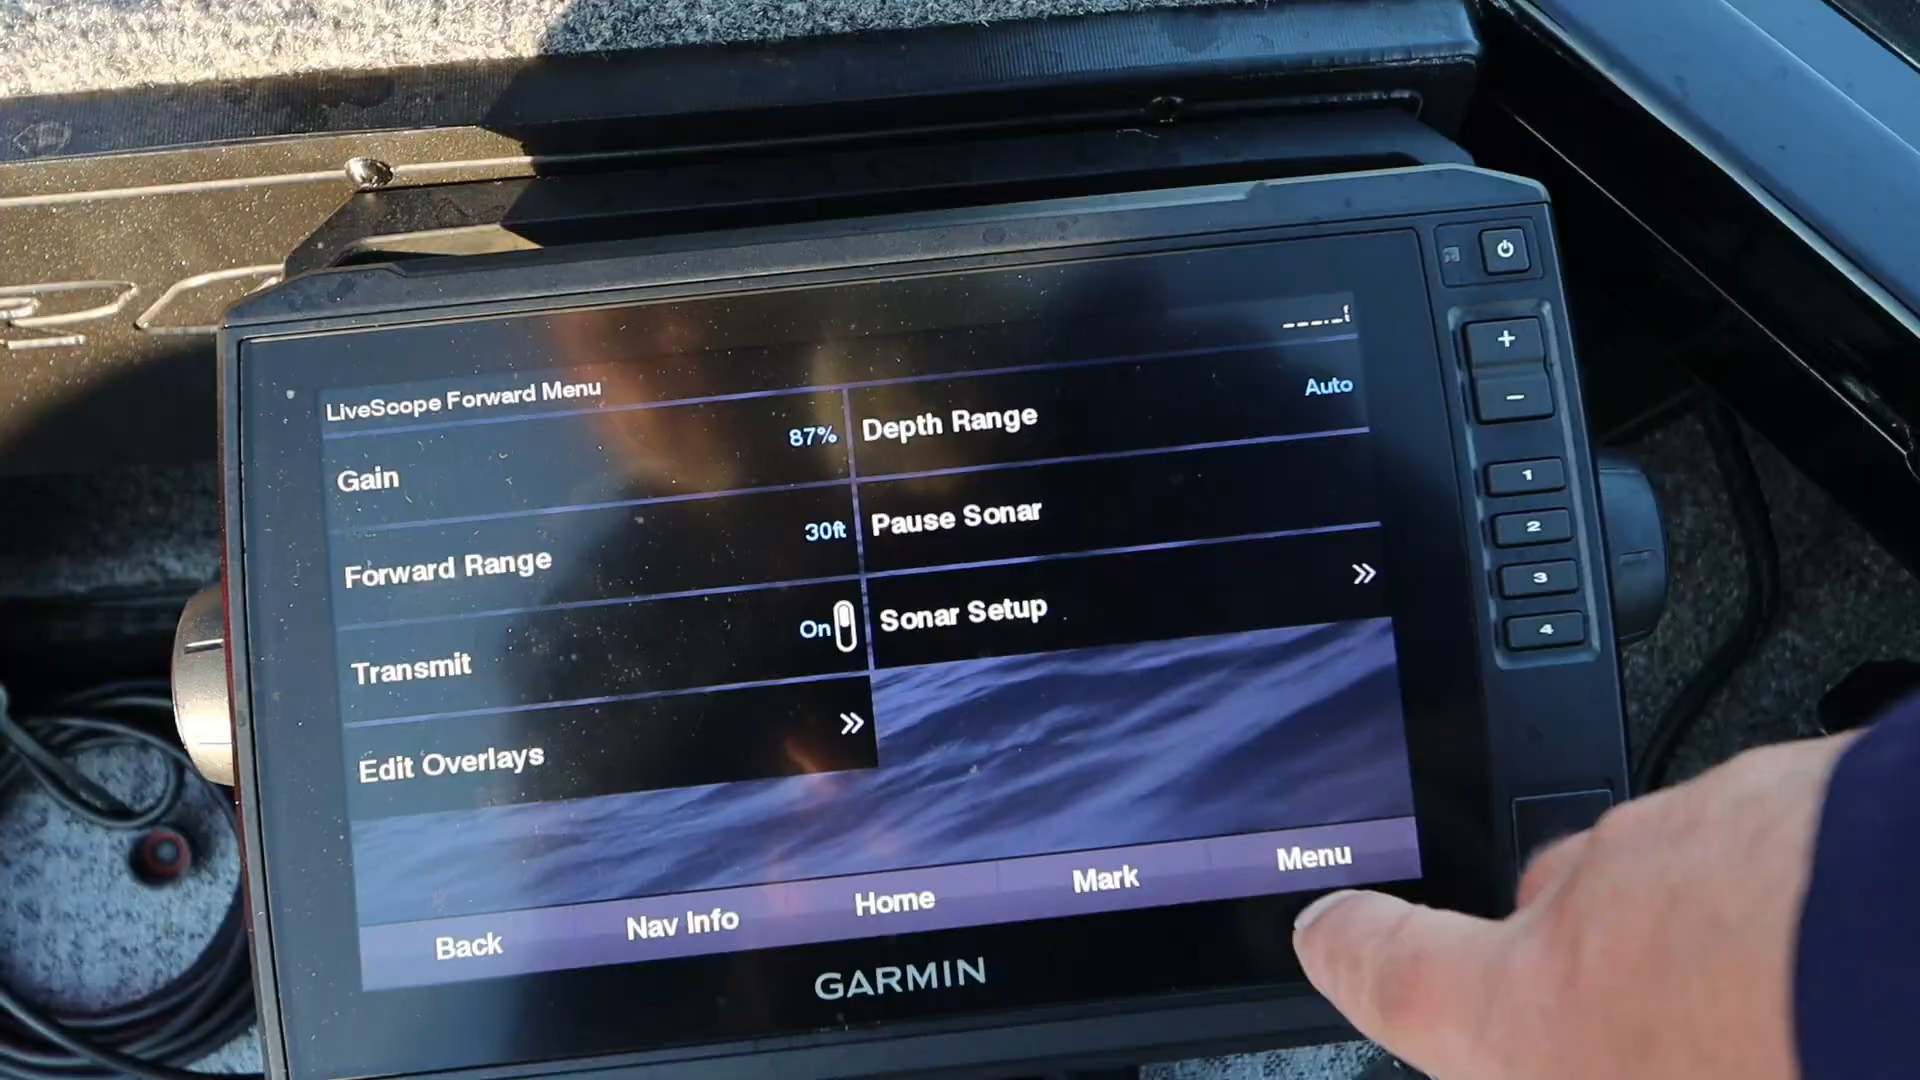 LiveScope Forward Menu
---.-f
Gain 87%
Depth Range Auto
Forward Range 30ft
Pause Sonar
Transmit On
Sonar Setup
Edit Overlays
Back Nav Info Home Mark Menu
GARMIN
+
-
1
2
3
4